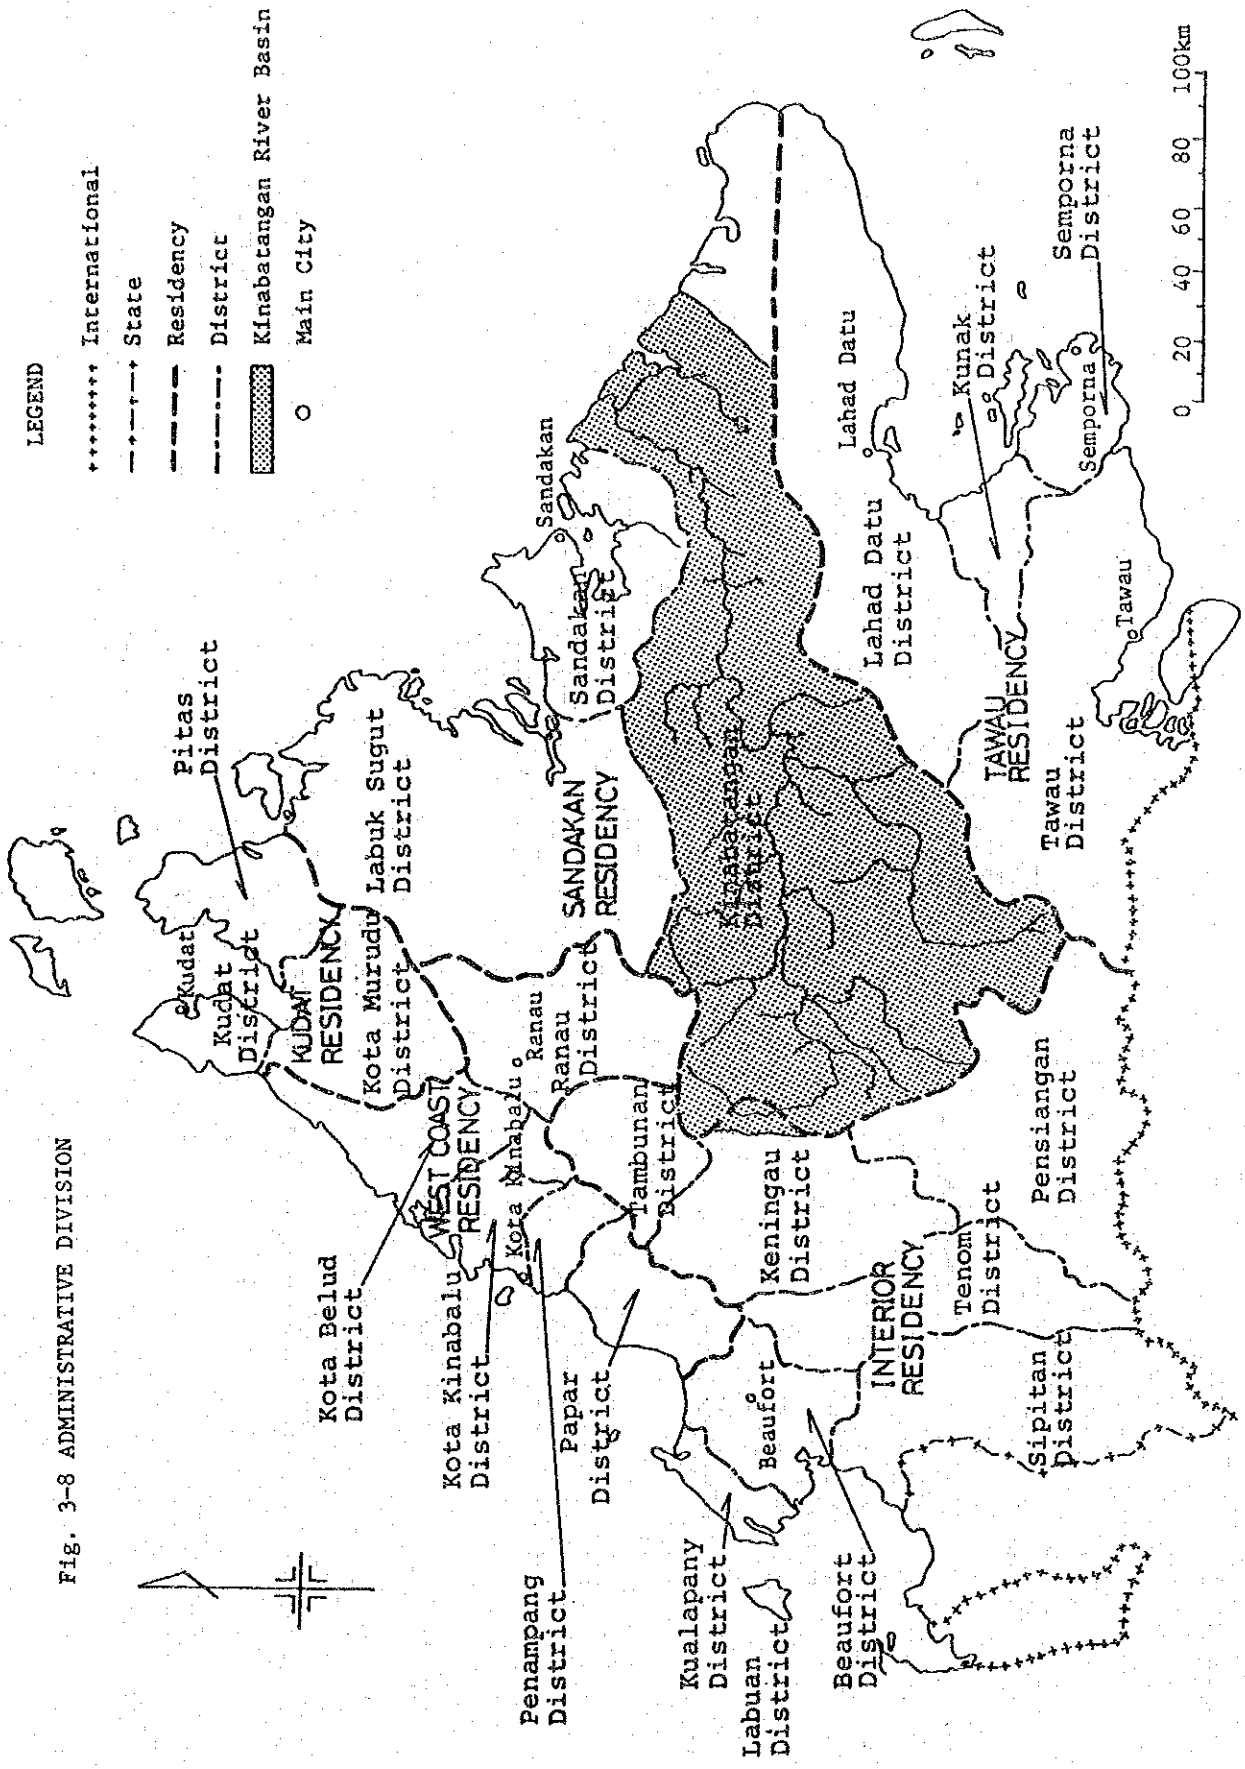 Fig. 3-8 ADMINISTRATIVE DIVISION
LEGEND
International
State
Residency
District
Kinabatangan River Basin
Main City
Kudat
Kudat
District
Pitas
District
KUDAT
RESIDENCY
Kota Murudu
District
Labuk Sugut
District
Kota Belud
District
WEST COAST
RESIDENCY
Kota Kinabalu
District
Kota Kinabalu
Ranau
Ranau
District
Penampang
District
Papar
District
Tambunan
District
SANDAKAN
RESIDENCY
Sandakan
District
Sandakan
Kinabatangan
District
Kualapany
District
Labuan
District
Beaufort
Beaufort
District
Keningau
District
INTERIOR
RESIDENCY
Tenom
District
Sipitan
District
Pensiangan
District
Lahad Datu
Lahad Datu
District
Kunak
District
TAWAU
RESIDENCY
Tawau
District
Tawau
Semporna
Semporna
District
0 20 40 60 80 100km